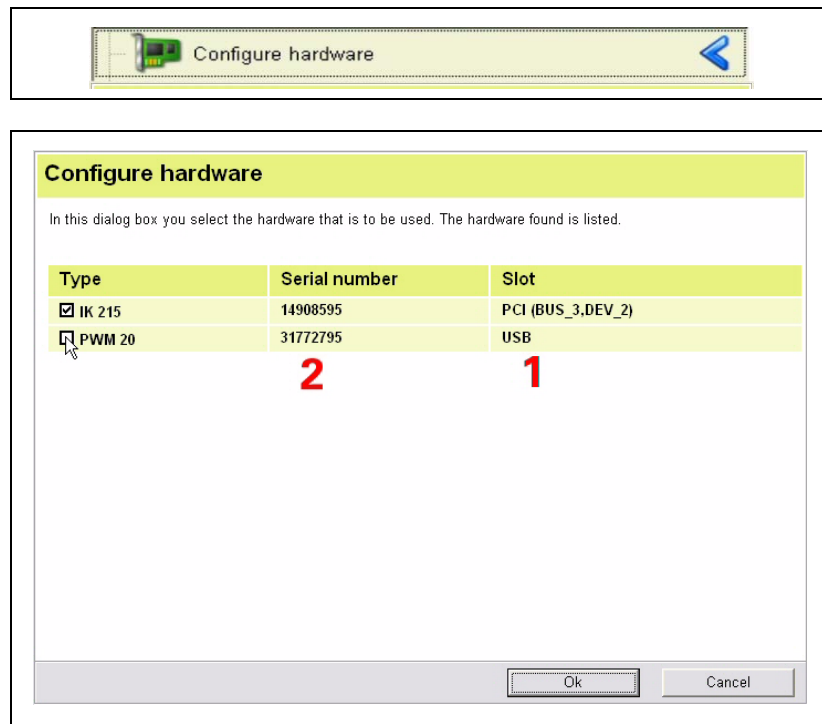 Configure hardware
Configure hardware
In this dialog box you select the hardware that is to be used. The hardware found is listed.
Type Serial number Slot
IK 215 14908595 PCI (BUS_3,DEV_2)
PWM 20 31772795 USB
2 1
Ok Cancel